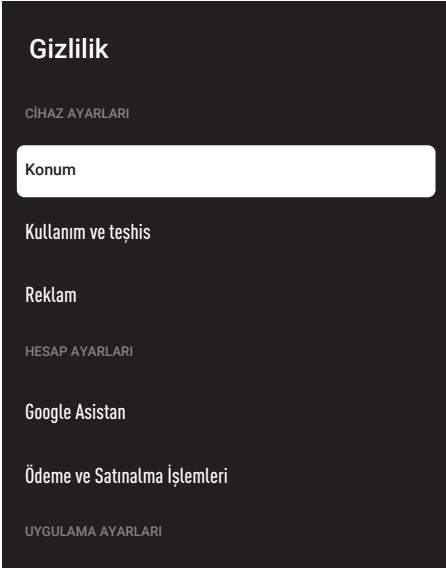 Gizlilik
CİHAZ AYARLARI
Konum
Kullanım ve teşhis
Reklam
HESAP AYARLARI
Google Asistan
Ödeme ve Satınalma İşlemleri
UYGULAMA AYARLARI